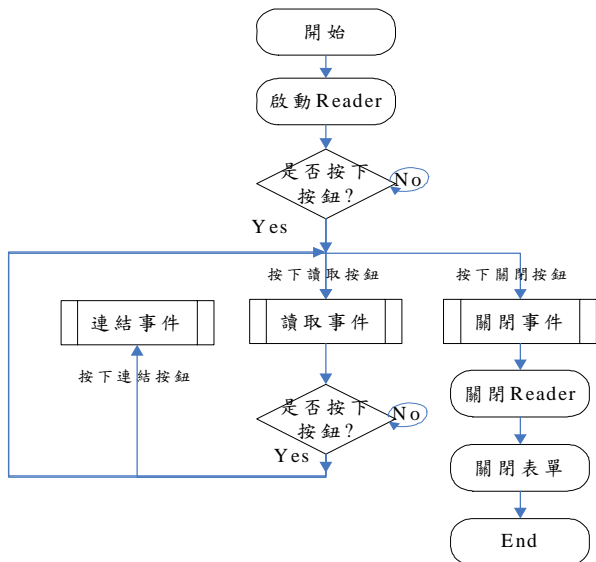 開始
啟動Reader
是否按下
按鈕?
No
Yes
按下讀取按鈕
按下關閉按鈕
連結事件
讀取事件
關閉事件
按下連結按鈕
是否按下
按鈕?
No
Yes
關閉Reader
關閉表單
End